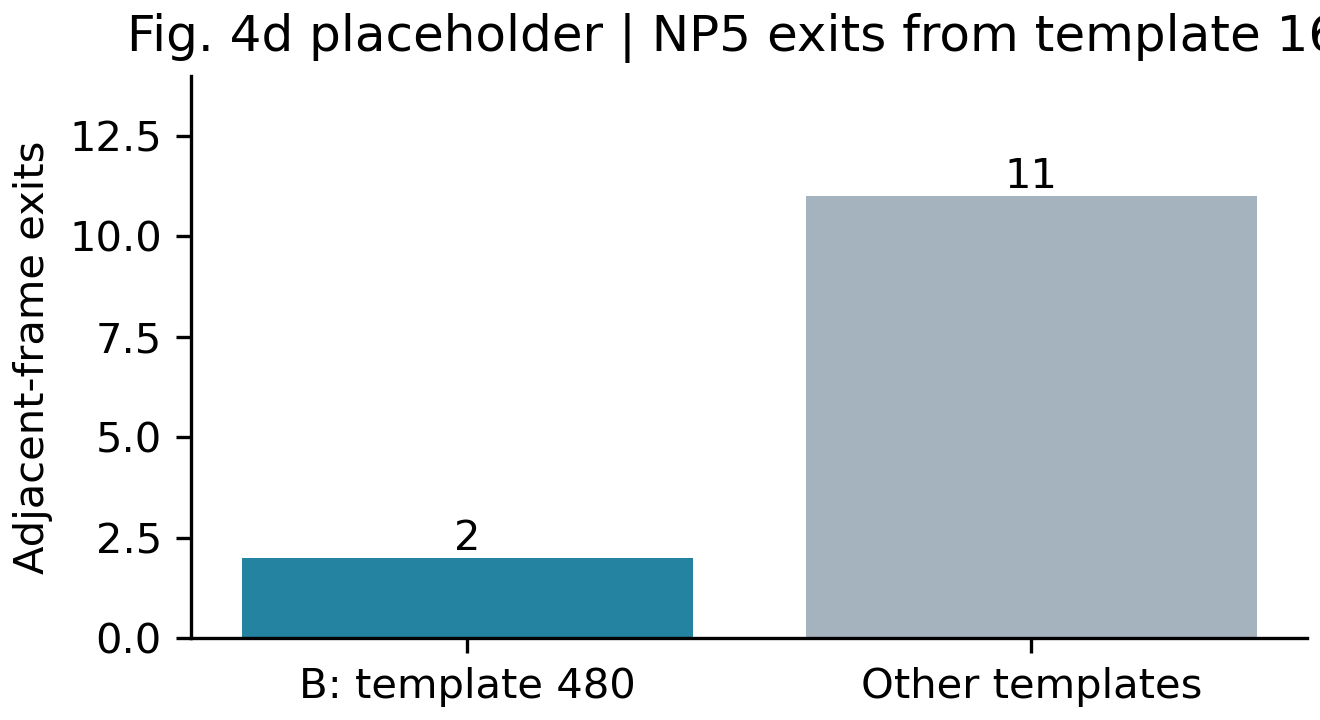 Fig. 4d placeholder | NP5 exits from template 16
Adjacent-frame exits
12.5
10.0
7.5
5.0
2.5
0.0
11
2
B: template 480
Other templates